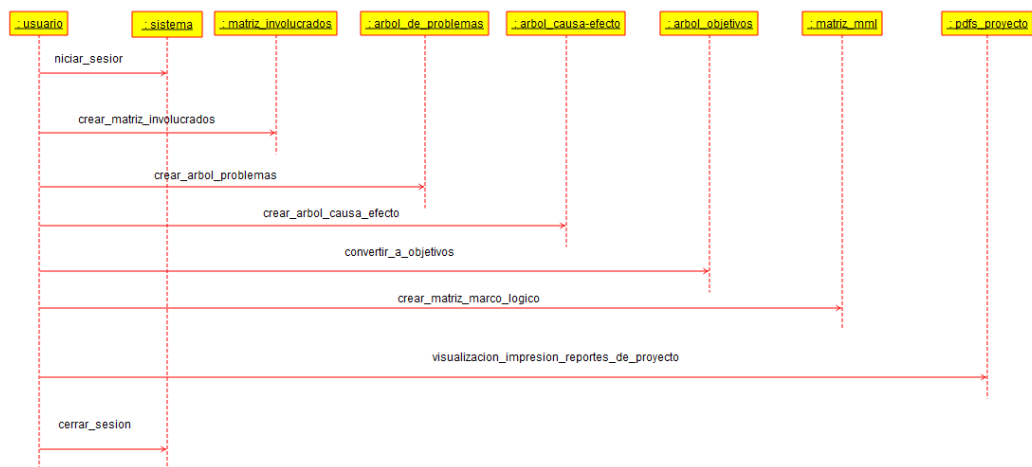 : usuario
: sistema
: matriz_involucrados
: arbol_de_problemas
: arbol_causa-efecto
: arbol_objetivos
: matriz_mml
: pdfs_proyecto
niciar_sesior
crear_matriz_involucrados
crear_arbol_problemas
crear_arbol_causa_efecto
convertir_a_objetivos
crear_matriz_marco_logico
visualizacion_impresion_reportes_de_proyecto
cerrar_sesion